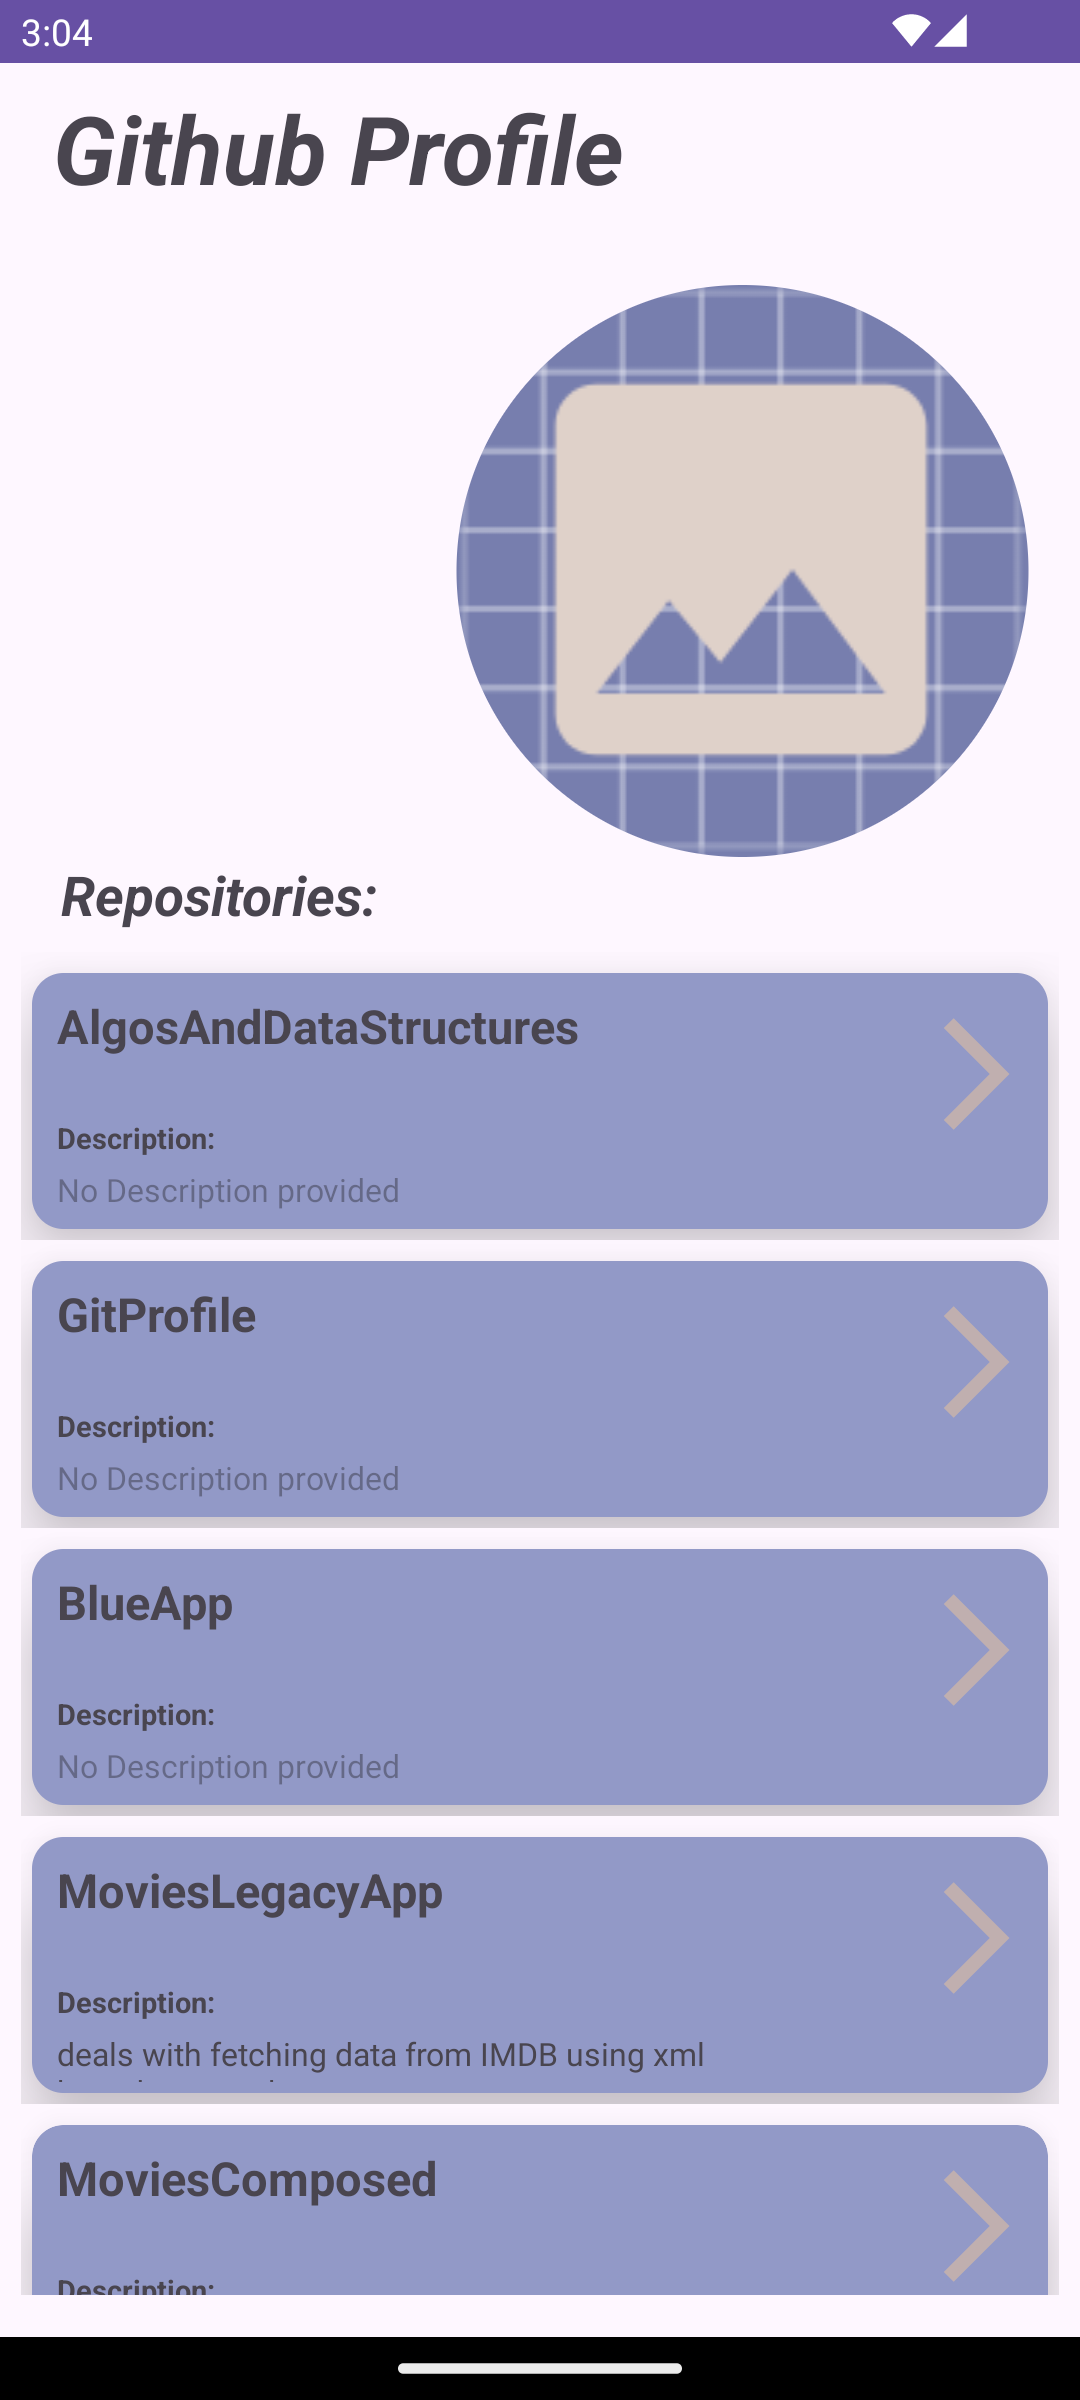 3:04
Github Profile
Repositories:
AlgosAndDataStructures
Description:
No Description provided
GitProfile
Description:
No Description provided
BlueApp
Description:
No Description provided
MoviesLegacyApp
Description:
deals with fetching data from IMDB using xml
MoviesComposed
Description: